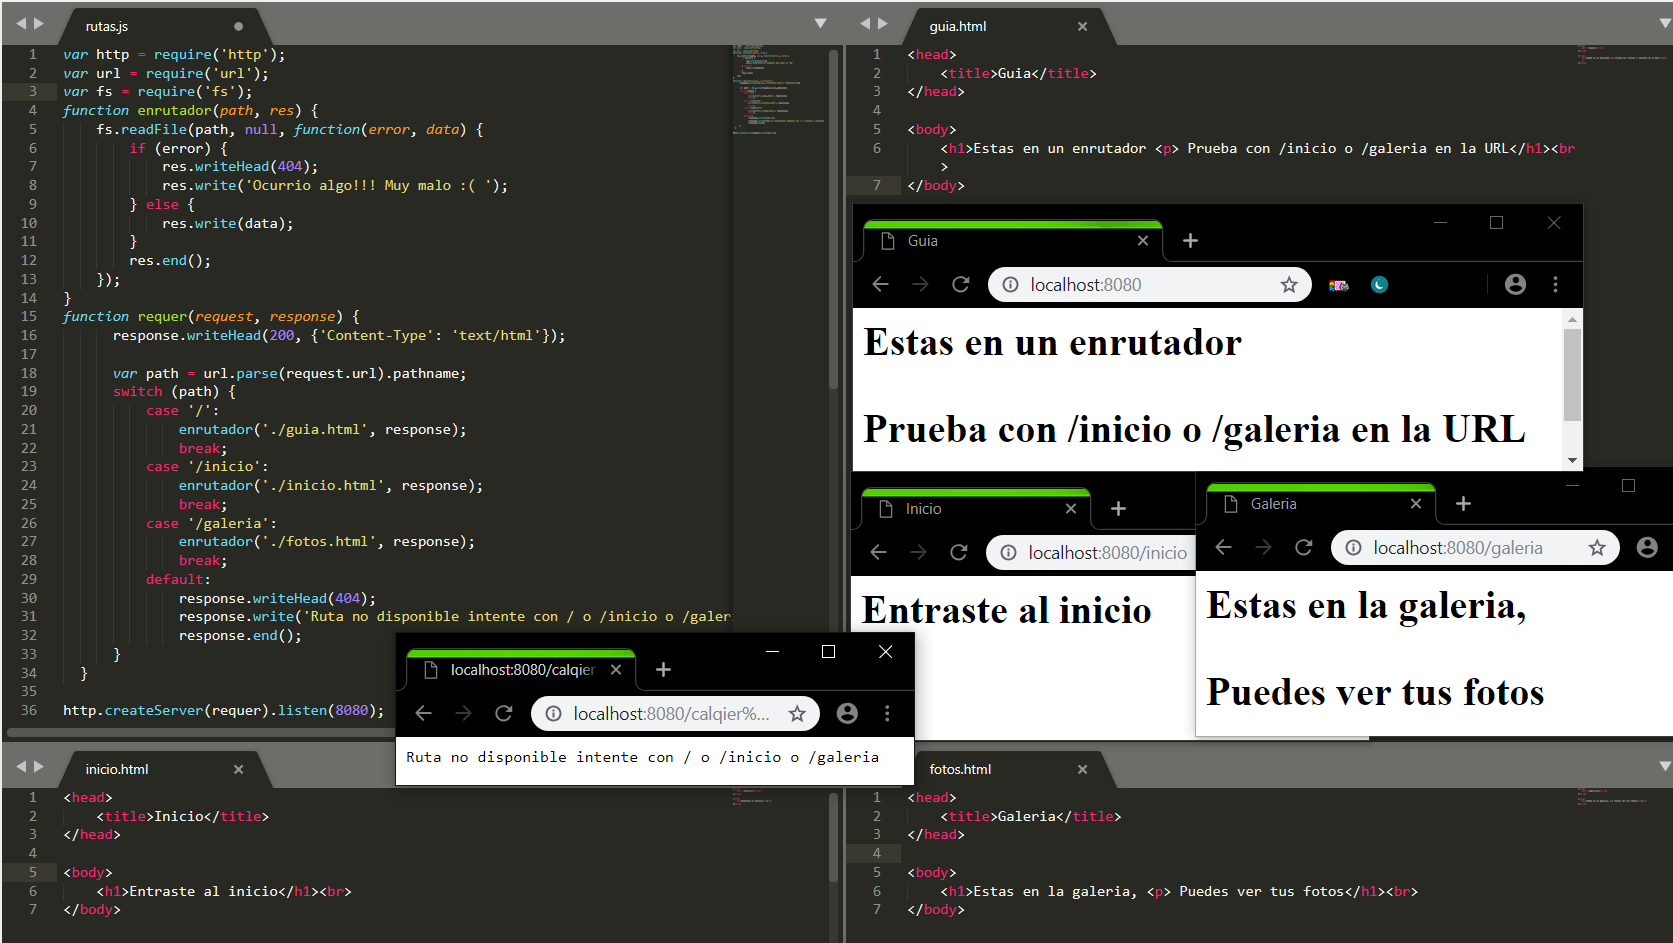 rutas.js
1 var http = require('http');
2 var url = require('url');
3 var fs = require('fs');
4 function enrutador(path, res) {
5 fs.readFile(path, null, function(error, data) {
6 if (error) {
7 res.writeHead(404);
8 res.write('Ocurrio algo!!! Muy malo :( ');
9 } else {
10 res.write(data);
11 }
12 res.end();
13 });
14 }
15 function requer(request, response) {
16 response.writeHead(200, {'Content-Type': 'text/html'});
17
18 var path = url.parse(request.url).pathname;
19 switch (path) {
20 case '/':
21 enrutador('./guia.html', response);
22 break;
23 case '/inicio':
24 enrutador('./inicio.html', response);
25 break;
26 case '/galeria':
27 enrutador('./fotos.html', response);
28 break;
29 default:
30 response.writeHead(404);
31 response.write('Ruta no disponible intente con / o /inicio o /galer
32 response.end();
33 }
34 }
35
36 http.createServer(requer).listen(8080);
guia.html
1 <head>
2 <title>Guia</title>
3 </head>
4
5 <body>
6 <h1>Estas en un enrutador <p> Prueba con /inicio o /galeria en la URL</h1><br
>
7 </body>
Guia
localhost:8080
Estas en un enrutador
Prueba con /inicio o /galeria en la URL
Inicio
localhost:8080/inicio
Entraste al inicio
Galeria
localhost:8080/galeria
Estas en la galeria,
Puedes ver tus fotos
localhost:8080/calqier
localhost:8080/calqier%...
Ruta no disponible intente con / o /inicio o /galeria
inicio.html
1 <head>
2 <title>Inicio</title>
3 </head>
4
5 <body>
6 <h1>Entraste al inicio</h1><br>
7 </body>
fotos.html
1 <head>
2 <title>Galeria</title>
3 </head>
4
5 <body>
6 <h1>Estas en la galeria, <p> Puedes ver tus fotos</h1><br>
7 </body>